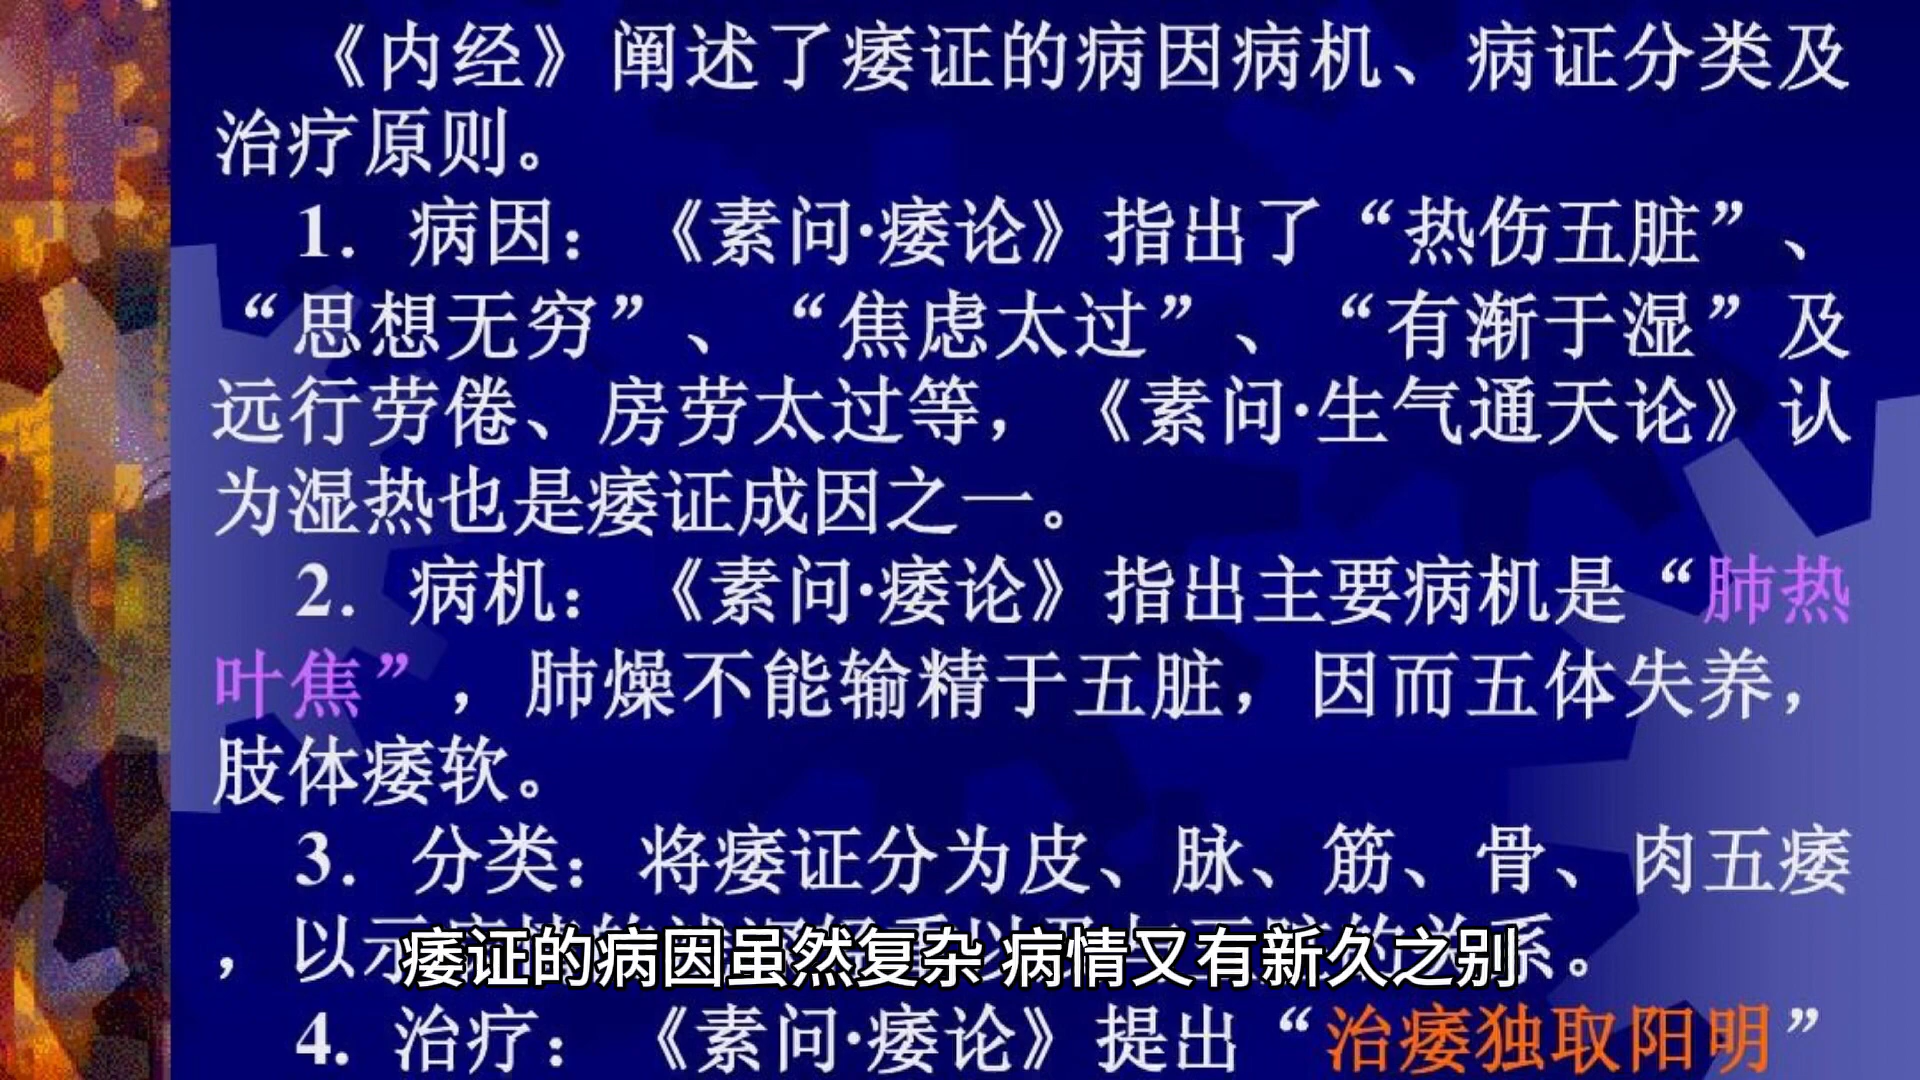 《内经》阐述了痿证的病因病机、病证分类及
治疗原则。
1. 病因：《素问·痿论》指出了“热伤五脏”、
“思想无穷”、“焦虑太过”、“有渐于湿”及
远行劳倦、房劳太过等，《素问·生气通天论》认
为湿热也是痿证成因之一。
2. 病机：《素问·痿论》指出主要病机是“肺热
叶焦”，肺燥不能输精于五脏，因而五体失养，
肢体痿软。
3. 分类：将痿证分为皮、脉、筋、骨、肉五痿
，以示 的关系。
痿证的病因虽然复杂 病情又有新久之别
4. 治疗：《素问·痿论》提出“治痿独取阳明”